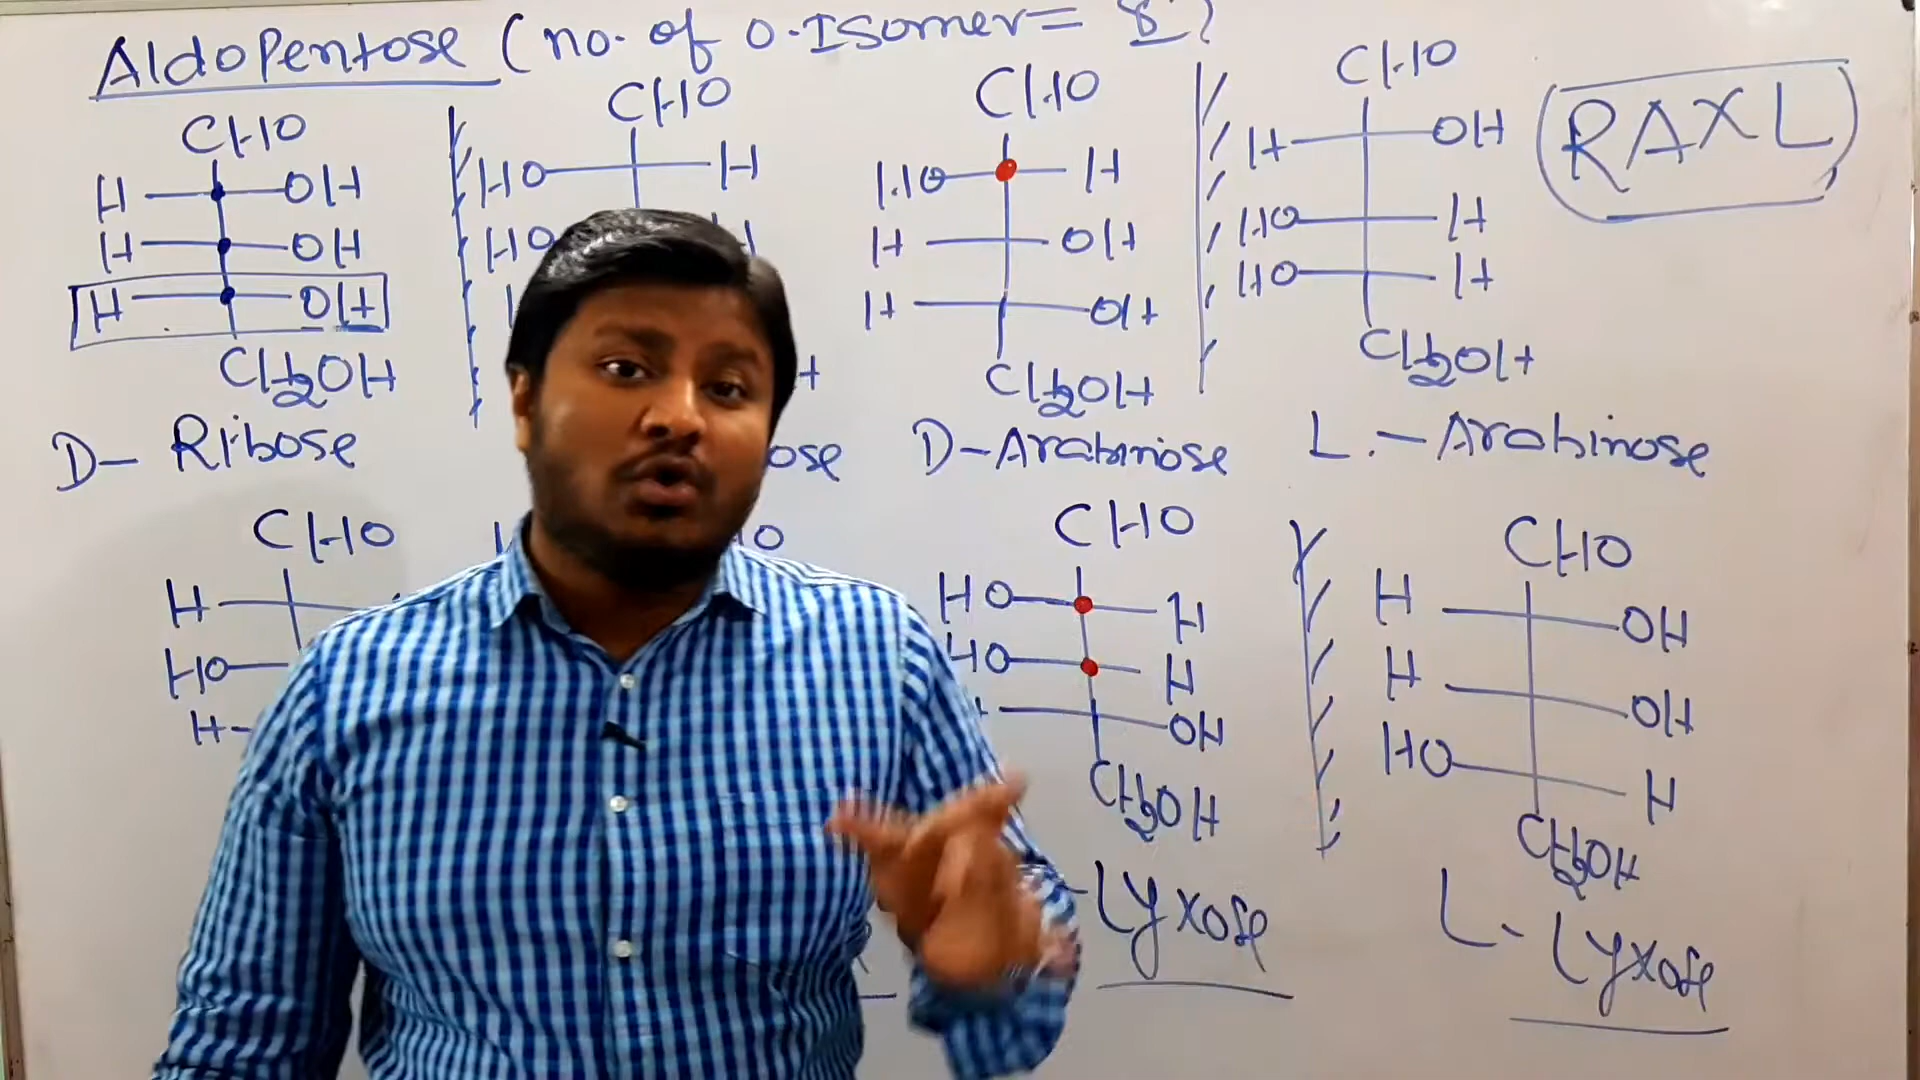 AldoPentose (no. of o.Isomer= 8)
RAXL
CHO
H OH
H OH
H OH
CH2OH
D- Ribose
CHO
HO H
HO
ose
CHO
HO H
H OH
H OH
CH2OH
D-Arabinose
CHO
H OH
HO H
HO H
CH2OH
L.-Arabinose
CHO
H
HO
H
CHO
HO H
HO H
OH
CH2OH
-Lyxose
CHO
H OH
H OH
HO H
CH2OH
L-Lyxose